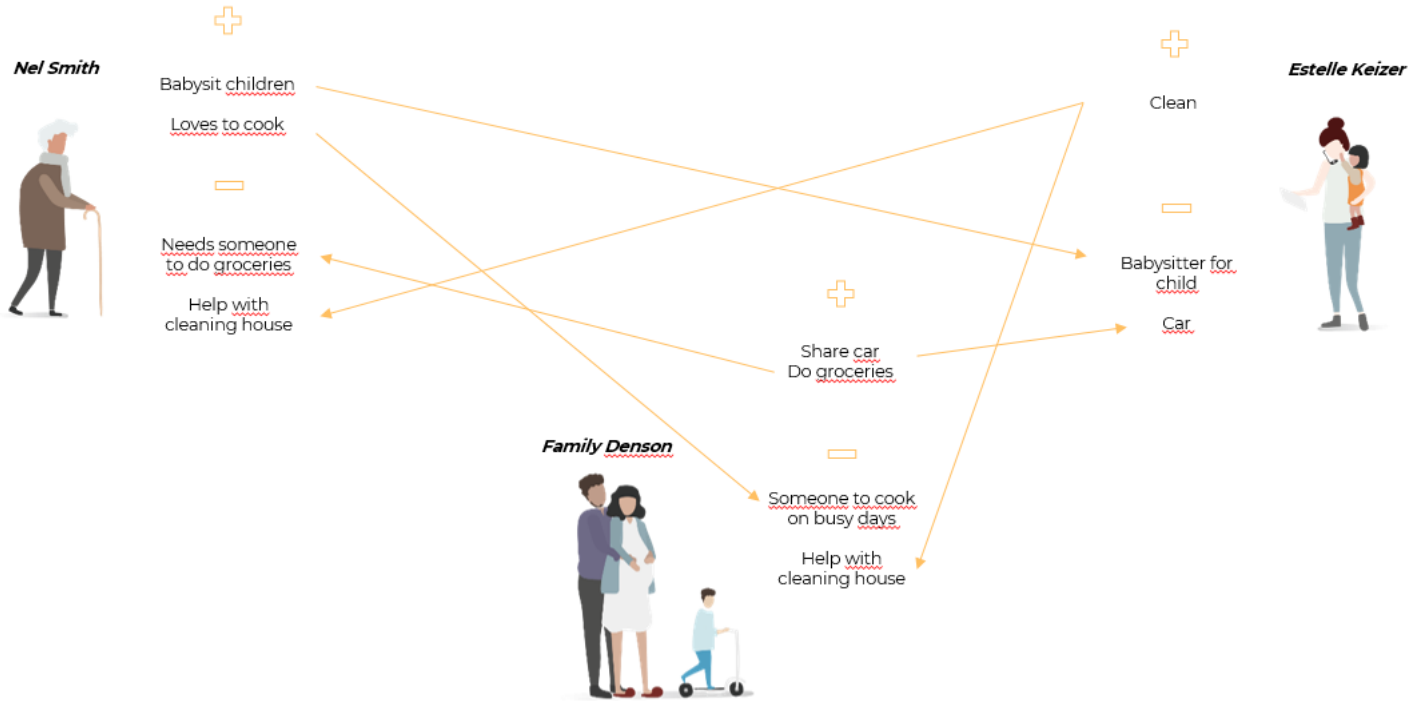 Nel Smith
Babysit children
Loves to cook
Needs someone
to do groceries
Help with
cleaning house
Estelle Keizer
Clean
Babysitter for
child
Car
Share car
Do groceries
Family Denson
Someone to cook
on busy days
Help with
cleaning house